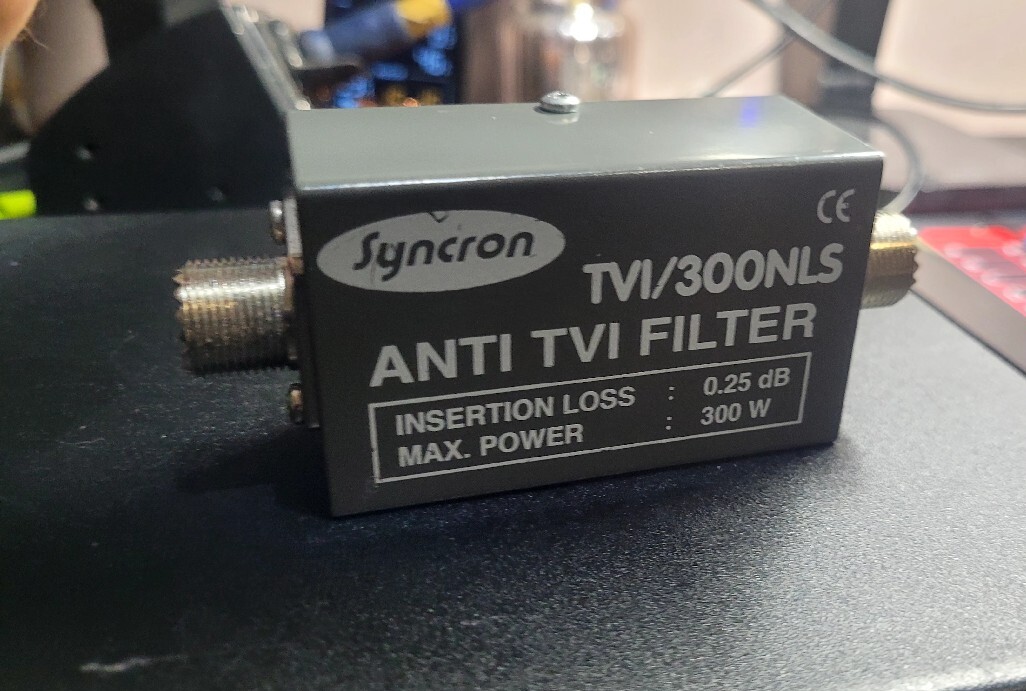 CE
Syncron
TVI/300NLS
ANTI TVI FILTER
INSERTION LOSS : 0.25 dB
MAX. POWER : 300 W